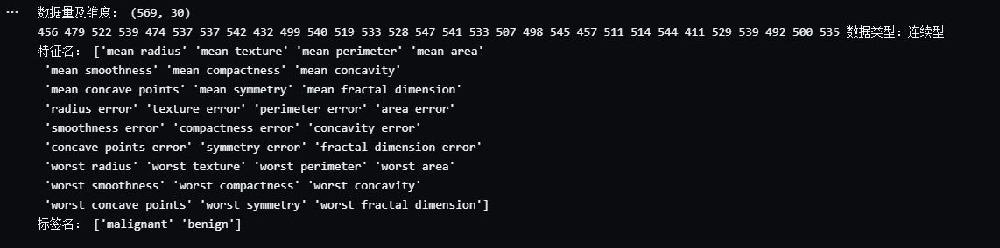 ... 数据量及维度： (569, 30)
456 479 522 539 474 537 537 542 432 499 540 519 533 528 547 541 533 507 498 545 457 511 514 544 411 529 539 492 500 535 数据类型：连续型
特征名： ['mean radius' 'mean texture' 'mean perimeter' 'mean area'
'mean smoothness' 'mean compactness' 'mean concavity'
'mean concave points' 'mean symmetry' 'mean fractal dimension'
'radius error' 'texture error' 'perimeter error' 'area error'
'smoothness error' 'compactness error' 'concavity error'
'concave points error' 'symmetry error' 'fractal dimension error'
'worst radius' 'worst texture' 'worst perimeter' 'worst area'
'worst smoothness' 'worst compactness' 'worst concavity'
'worst concave points' 'worst symmetry' 'worst fractal dimension']
标签名： ['malignant' 'benign']